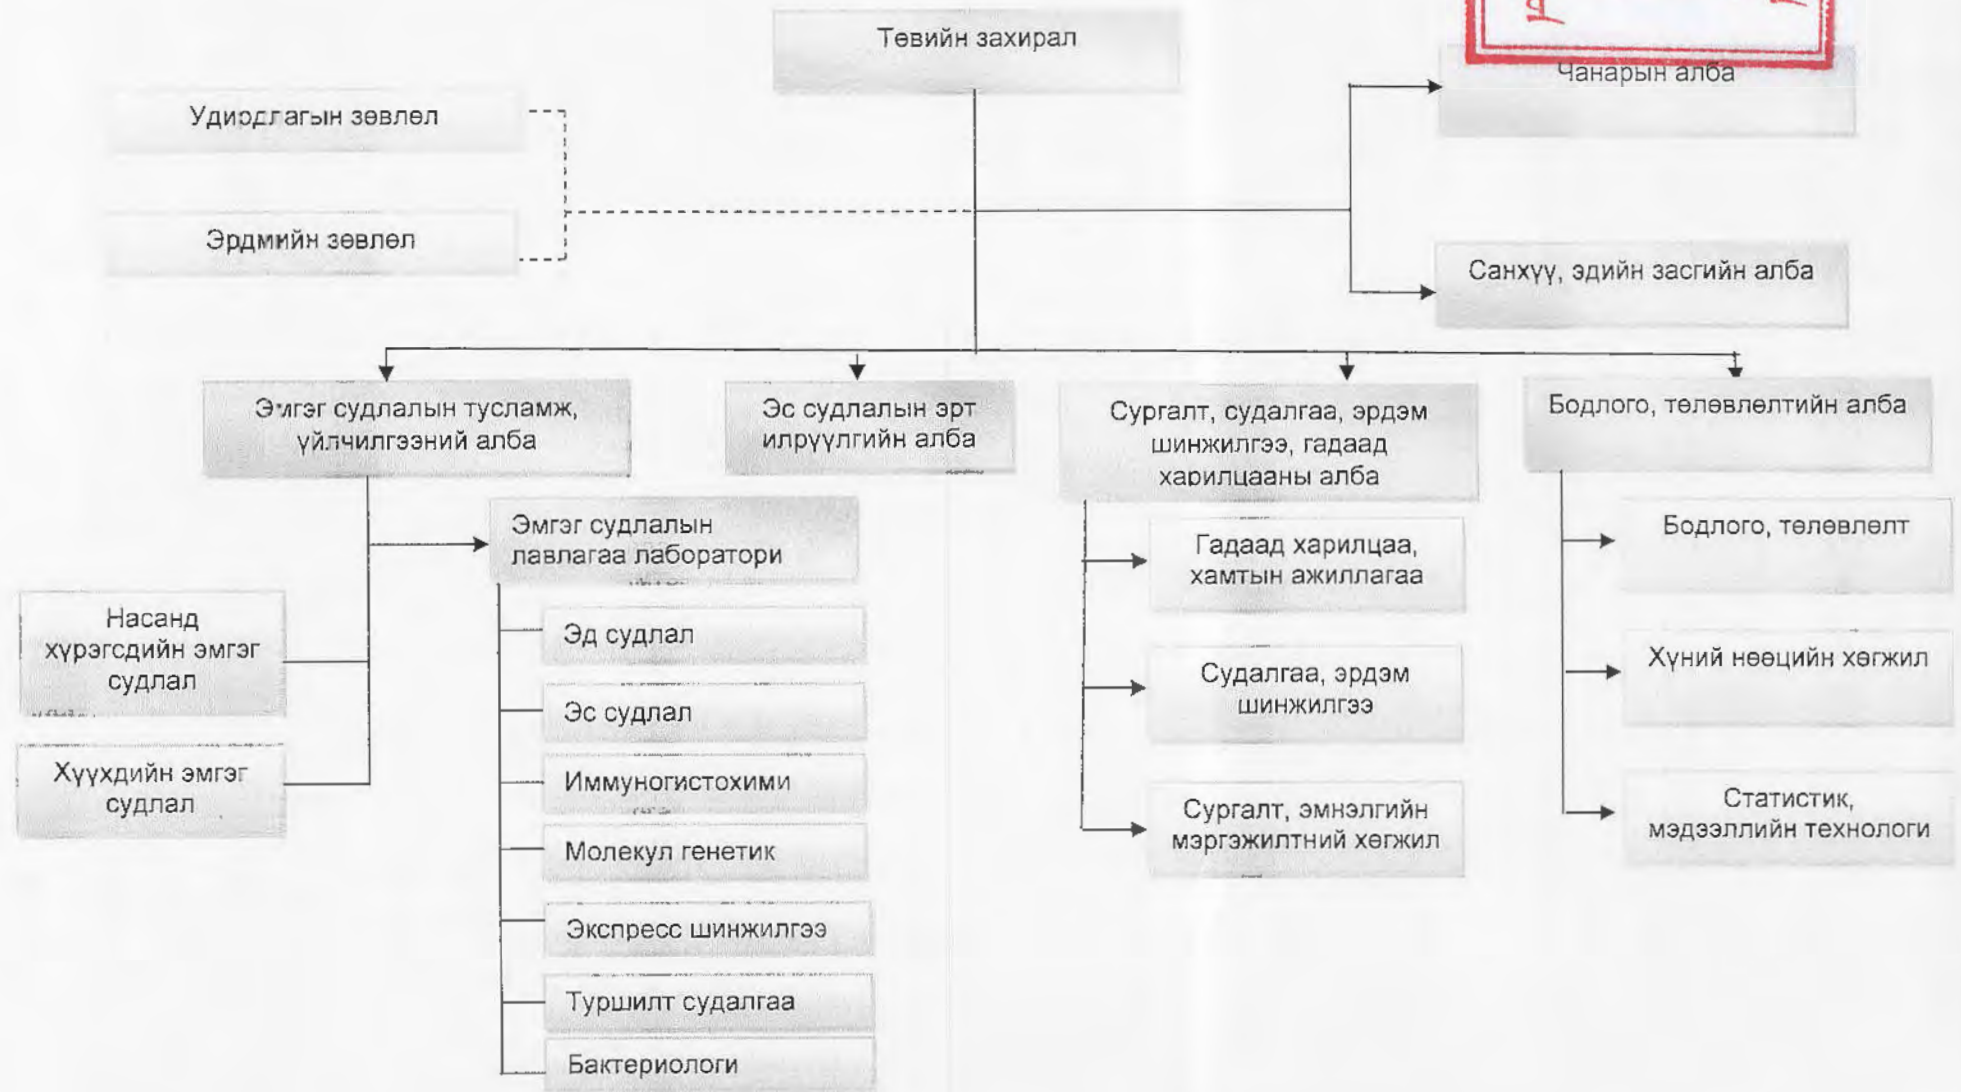 Төвийн захирал
Чанарын алба
Удирдлагын зөвлөл
Эрдмийн зөвлөл
Санхүү, эдийн засгийн алба
Эмгэг судлалын тусламж,
үйлчилгээний алба
Эс судлалын эрт
илрүүлгийн алба
Сургалт, судалгаа, эрдэм
шинжилгээ, гадаад
харилцааны алба
Бодлого, төлөвлөлтийн алба
Эмгэг судлалын
лавлагаа лаборатори
Насанд
хүрэгсдийн эмгэг
судлал
Хүүхдийн эмгэг
судлал
Эд судлал
Эс судлал
Иммуногистохими
Молекул генетик
Экспресс шинжилгээ
Туршилт судалгаа
Бактериологи
Гадаад харилцаа,
хамтын ажиллагаа
Судалгаа, эрдэм
шинжилгээ
Сургалт, эмнэлгийн
мэргэжилтний хөгжил
Бодлого, төлөвлөлт
Хүний нөөцийн хөгжил
Статистик,
мэдээллийн технологи